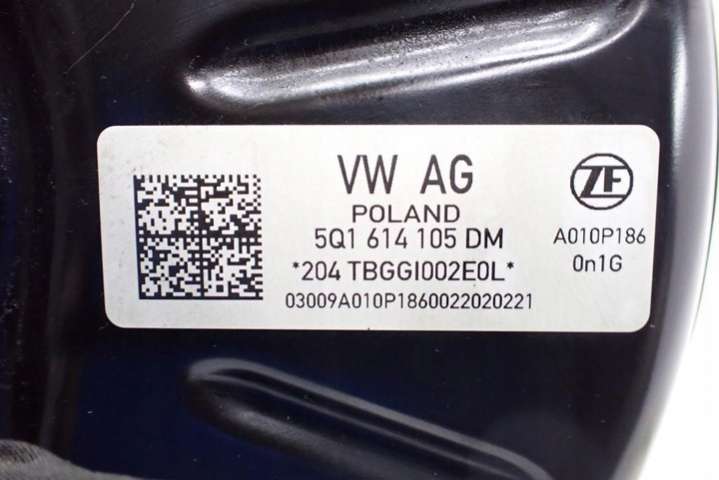 VW AG
POLAND
5Q1 614 105 DM
*204 TBGGI002E0L*
03009A010P1860022020221
ZF
A010P186
0n1G